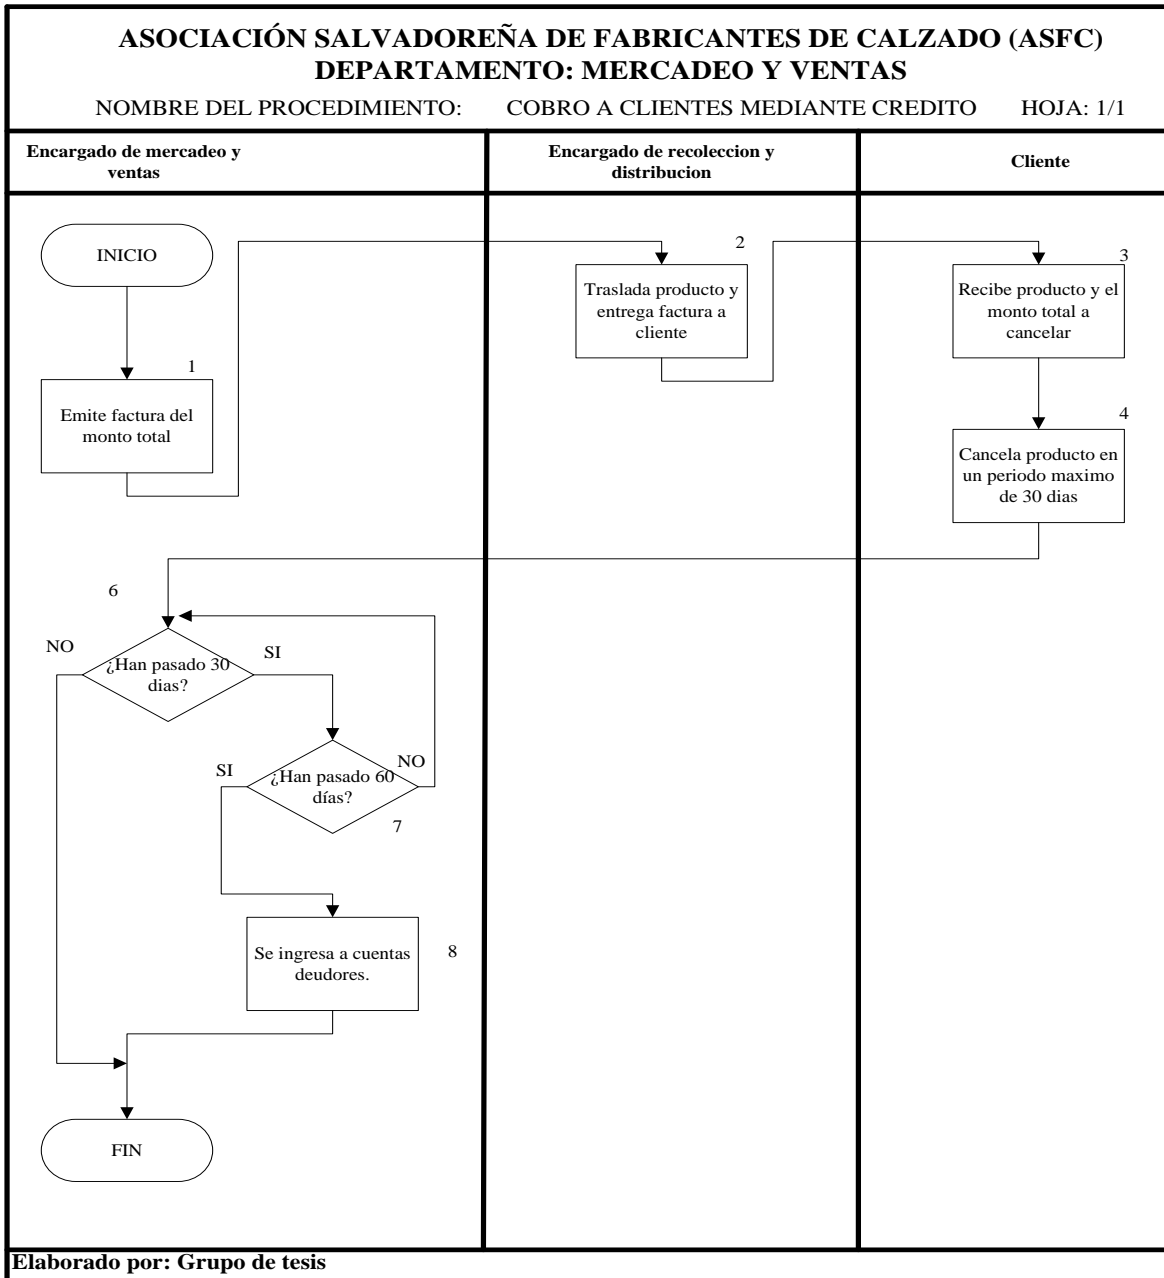 ASOCIACIÓN SALVADOREÑA DE FABRICANTES DE CALZADO (ASFC)
DEPARTAMENTO: MERCADEO Y VENTAS
NOMBRE DEL PROCEDIMIENTO: COBRO A CLIENTES MEDIANTE CREDITO HOJA: 1/1
Encargado de mercadeo y
ventas
Encargado de recoleccion y
distribucion
Cliente
INICIO
1
Emite factura del
monto total
2
Traslada producto y
entrega factura a
cliente
3
Recibe producto y el
monto total a
cancelar
4
Cancela producto en
un periodo maximo
de 30 dias
6
NO
¿Han pasado 30
dias?
SI
SI
¿Han pasado 60
días?
NO
7
Se ingresa a cuentas
deudores.
8
FIN
Elaborado por: Grupo de tesis